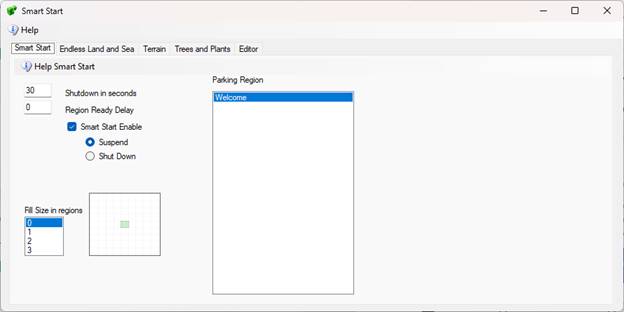 Smart Start
Help
Smart Start Endless Land and Sea Terrain Trees and Plants Editor
Help Smart Start
Parking Region
30 Shutdown in seconds
Welcome
0 Region Ready Delay
Smart Start Enable
Suspend
Shut Down
Fill Size in regions
0
1
2
3